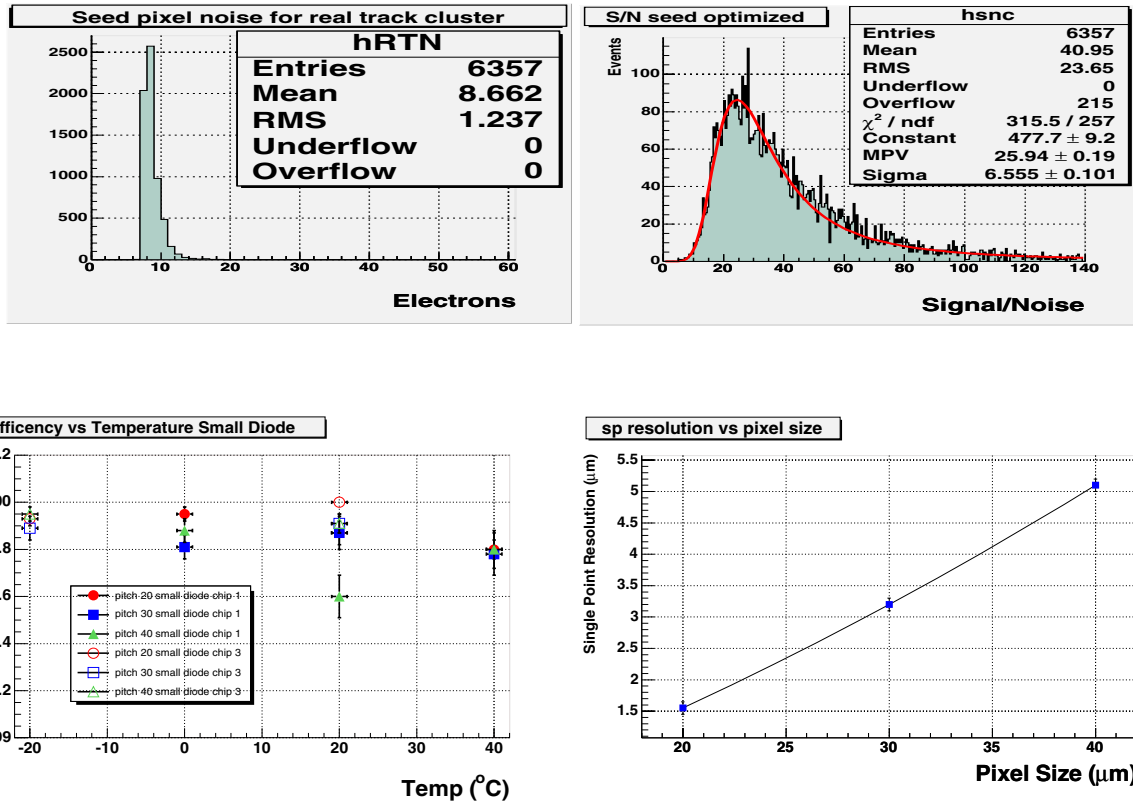 Seed pixel noise for real track cluster
hRTN
Entries 6357
Mean 8.662
RMS 1.237
Underflow 0
Overflow 0
2500
2000
1500
1000
500
0
0 10 20 30 40 50 60
Electrons
S/N seed optimized
hsnc
Entries 6357
Mean 40.95
RMS 23.65
Underflow 0
Overflow 215
χ² / ndf 315.5 / 257
Constant 477.7 ± 9.2
MPV 25.94 ± 0.19
Sigma 6.555 ± 0.101
Events
100
80
60
40
20
0
0 20 40 60 80 100 120 140
Signal/Noise
fficency vs Temperature Small Diode
.2
00
.8
.6
.4
.2
99
pitch 20 small diode chip 1
pitch 30 small diode chip 1
pitch 40 small diode chip 1
pitch 20 small diode chip 3
pitch 30 small diode chip 3
pitch 40 small diode chip 3
-20 -10 0 10 20 30 40
Temp (°C)
sp resolution vs pixel size
Single Point Resolution (μm)
5.5
5
4.5
4
3.5
3
2.5
2
1.5
20 25 30 35 40
Pixel Size (μm)